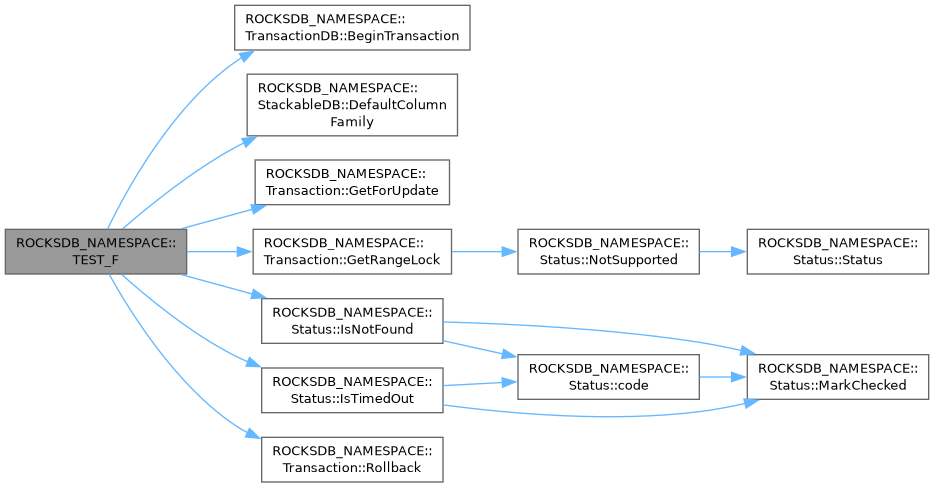 ROCKSDB_NAMESPACE::
TransactionDB::BeginTransaction
ROCKSDB_NAMESPACE::
StackableDB::DefaultColumn
Family
ROCKSDB_NAMESPACE::
Transaction::GetForUpdate
ROCKSDB_NAMESPACE::
TEST_F
ROCKSDB_NAMESPACE::
Transaction::GetRangeLock
ROCKSDB_NAMESPACE::
Status::NotSupported
ROCKSDB_NAMESPACE::
Status::Status
ROCKSDB_NAMESPACE::
Status::IsNotFound
ROCKSDB_NAMESPACE::
Status::IsTimedOut
ROCKSDB_NAMESPACE::
Status::code
ROCKSDB_NAMESPACE::
Status::MarkChecked
ROCKSDB_NAMESPACE::
Transaction::Rollback